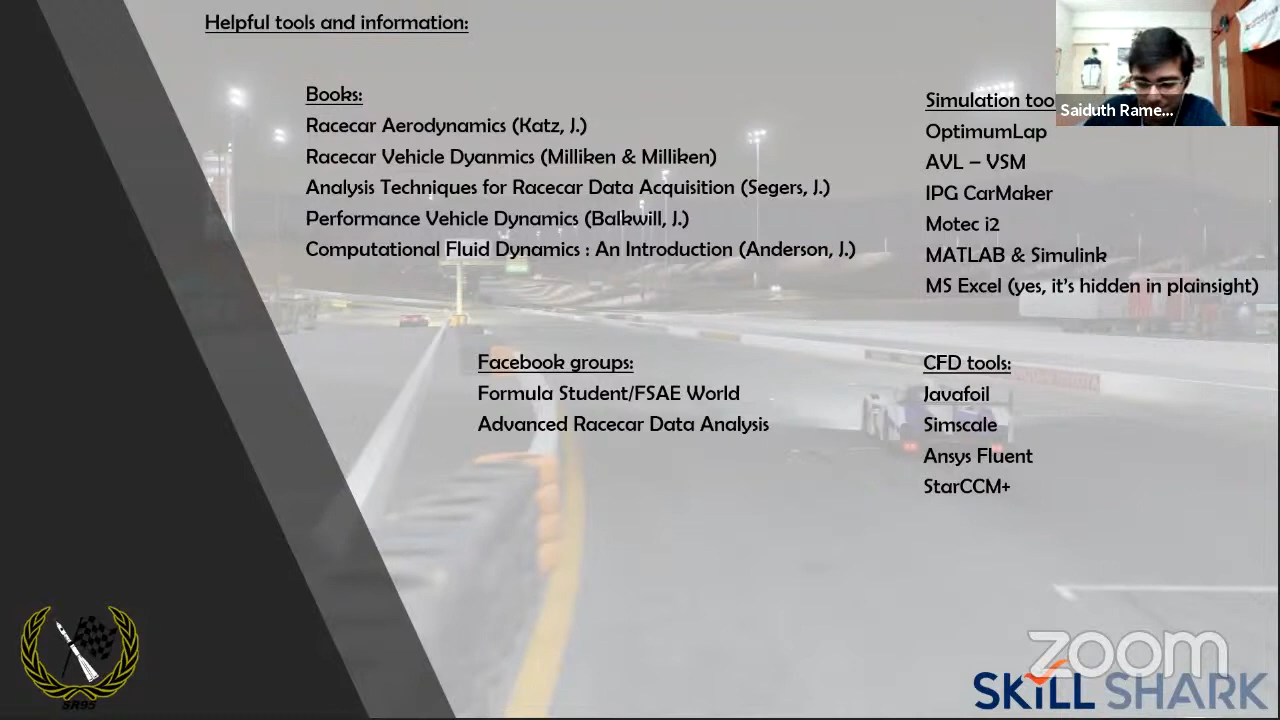 Helpful tools and information:
Books:
Racecar Aerodynamics (Katz, J.)
Racecar Vehicle Dyanmics (Milliken & Milliken)
Analysis Techniques for Racecar Data Acquisition (Segers, J.)
Performance Vehicle Dynamics (Balkwill, J.)
Computational Fluid Dynamics : An Introduction (Anderson, J.)
Simulation too
OptimumLap
AVL – VSM
IPG CarMaker
Motec i2
MATLAB & Simulink
MS Excel (yes, it's hidden in plainsight)
Saiduth Rame...
Facebook groups:
Formula Student/FSAE World
Advanced Racecar Data Analysis
CFD tools:
Javafoil
Simscale
Ansys Fluent
StarCCM+
SR95
zoom
SKILL SHARK